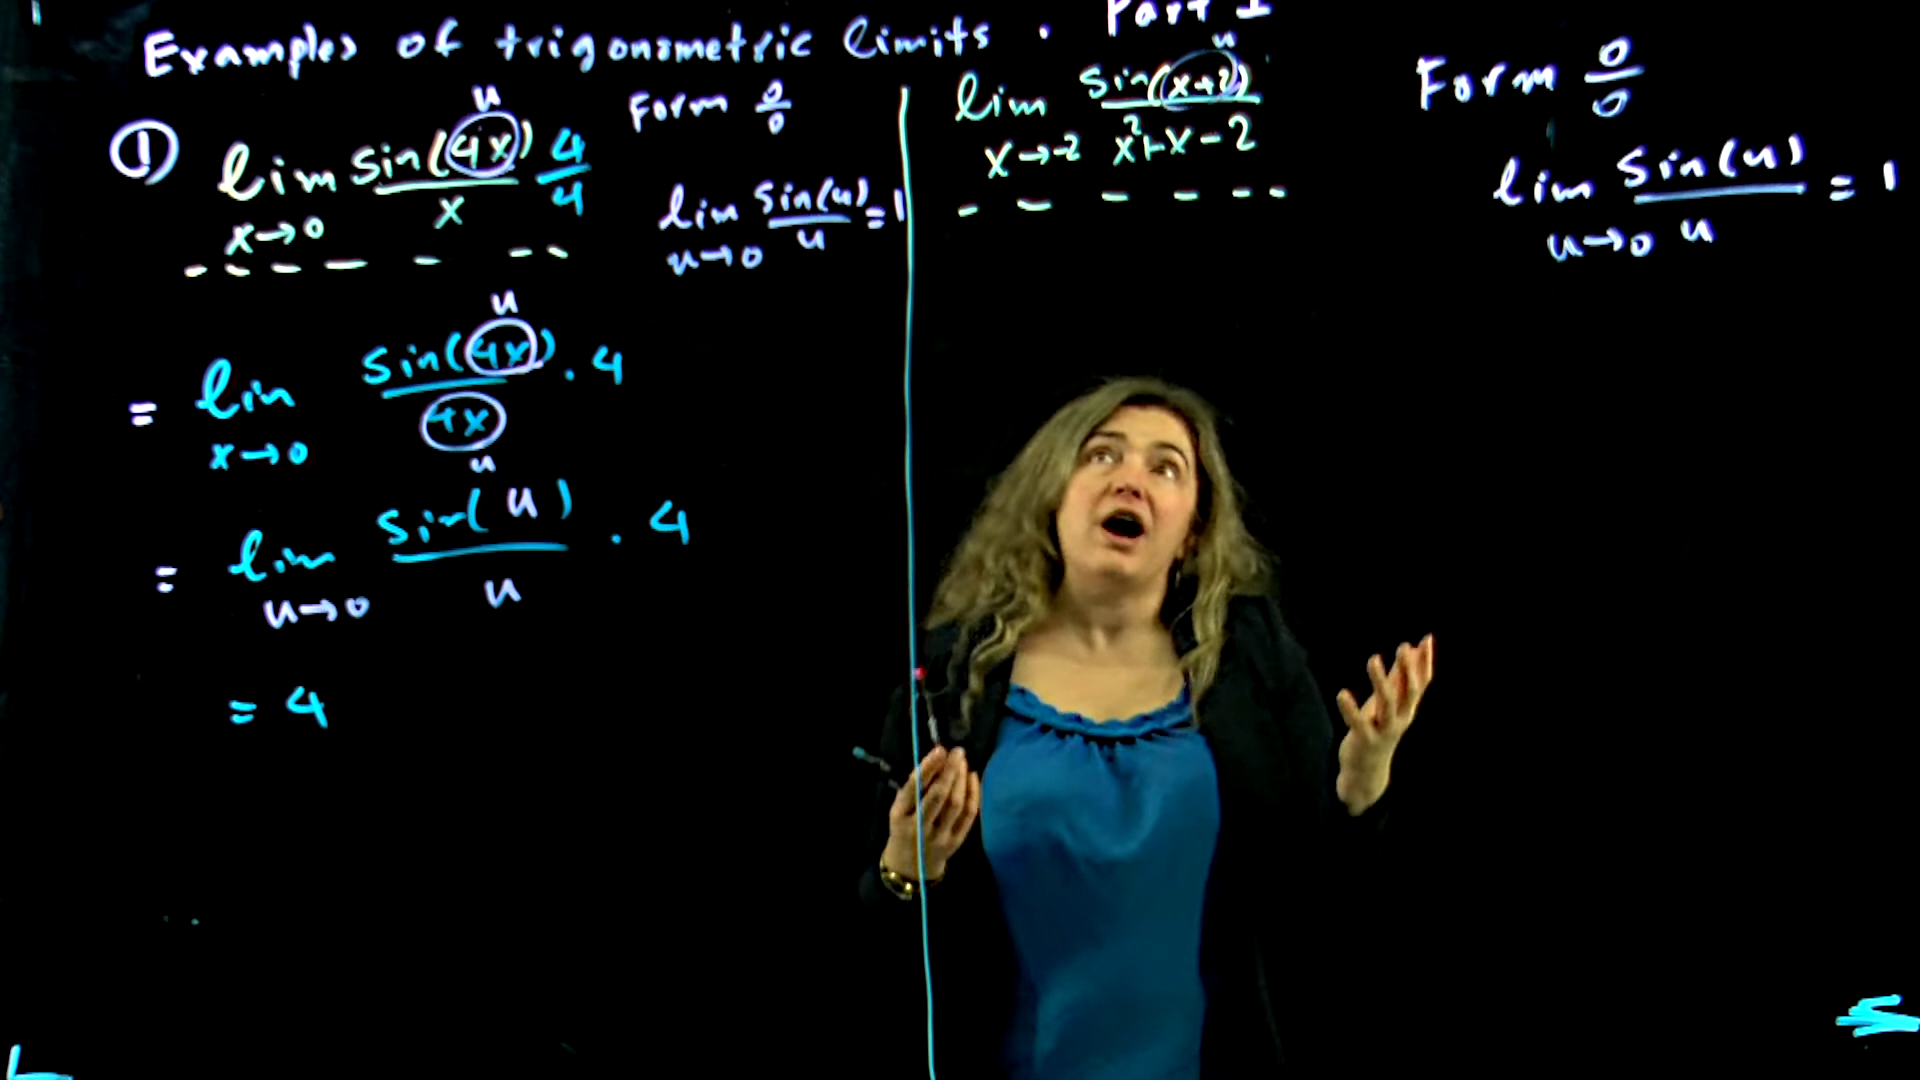 Examples of trigonometric limits. Part I
① lim x→0 sin(4x)/x 4/4
u
Form 0/0
lim u→0 sin(u)/u = 1
= lim x→0 sin(4x)/4x · 4
u
u
= lim u→0 sin(u)/u · 4
= 4
u
lim x→-2 sin(x+2)/x²+x-2
Form 0/0
lim u→0 sin(u)/u = 1